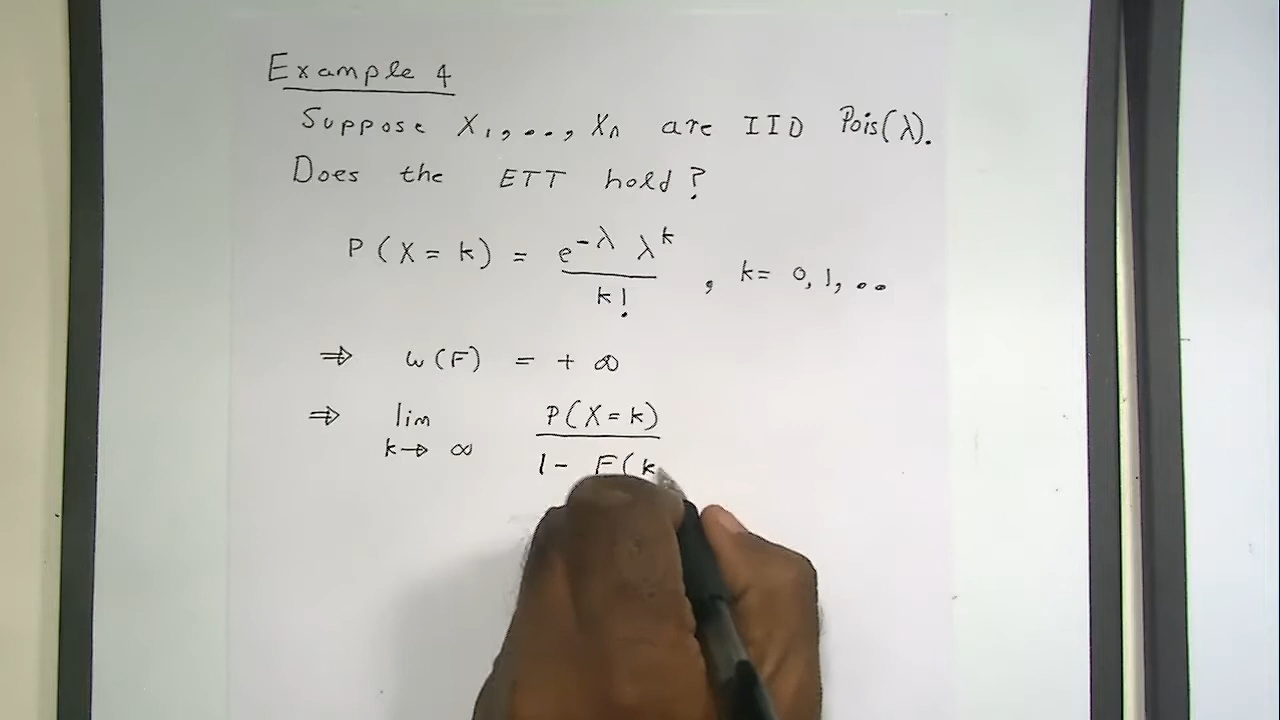 Example 4
Suppose X₁,..., Xₙ are IID Pois(λ).
Does the ETT hold?
P(X = k) = e^{-λ} λ^k / k! , k = 0, 1, ...
⇒ w(F) = + ∞
⇒ lim k→∞ P(X = k) / 1 - F(k